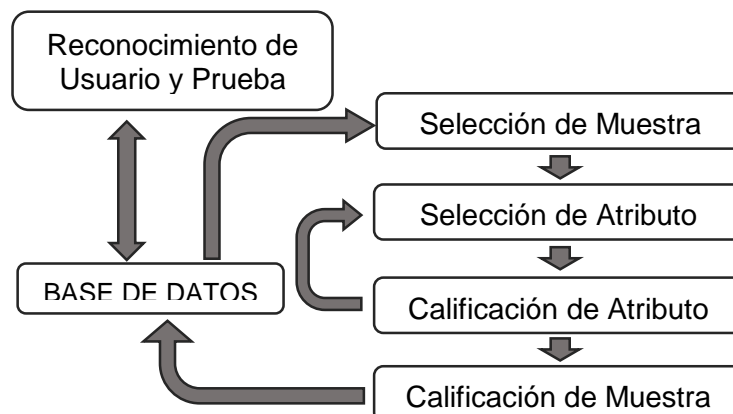 Reconocimiento de
Usuario y Prueba
Selección de Muestra
Selección de Atributo
BASE DE DATOS
Calificación de Atributo
Calificación de Muestra